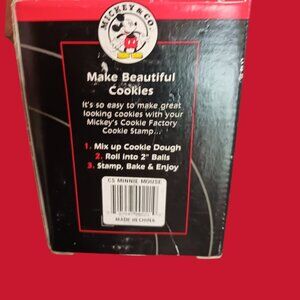 MICKEY & CO
Make Beautiful
Cookies
It's so easy to make great
looking cookies with your
Mickey's Cookie Factory
Cookie Stamp...
1. Mix up Cookie Dough
2. Roll into 2" Balls
3. Stamp, Bake & Enjoy
CS MINNIE MOUSE
MADE IN CHINA